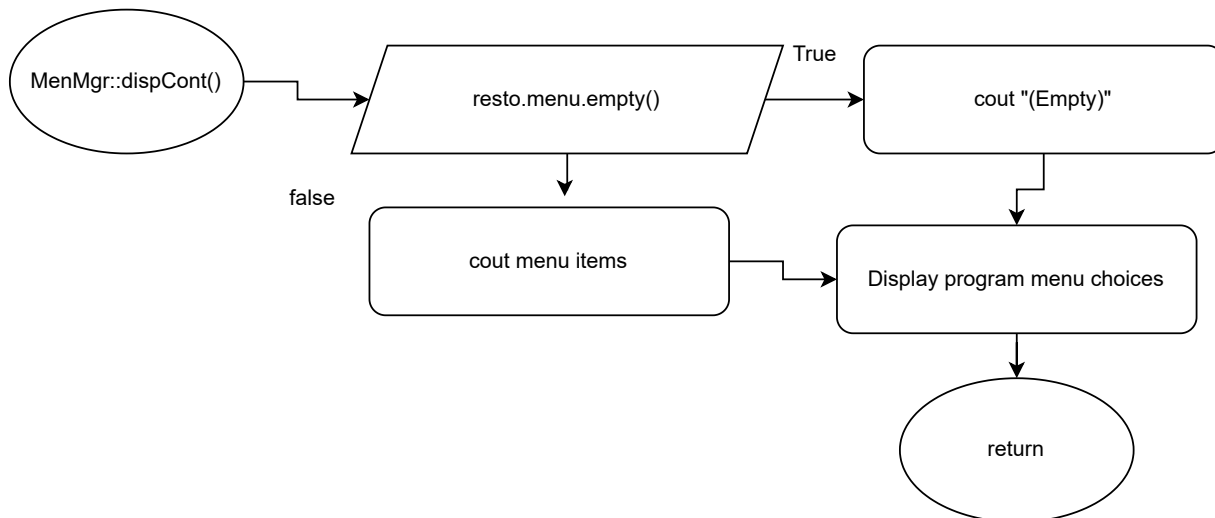 MenMgr::dispCont()
resto.menu.empty()
True
cout "(Empty)"
false
cout menu items
Display program menu choices
return